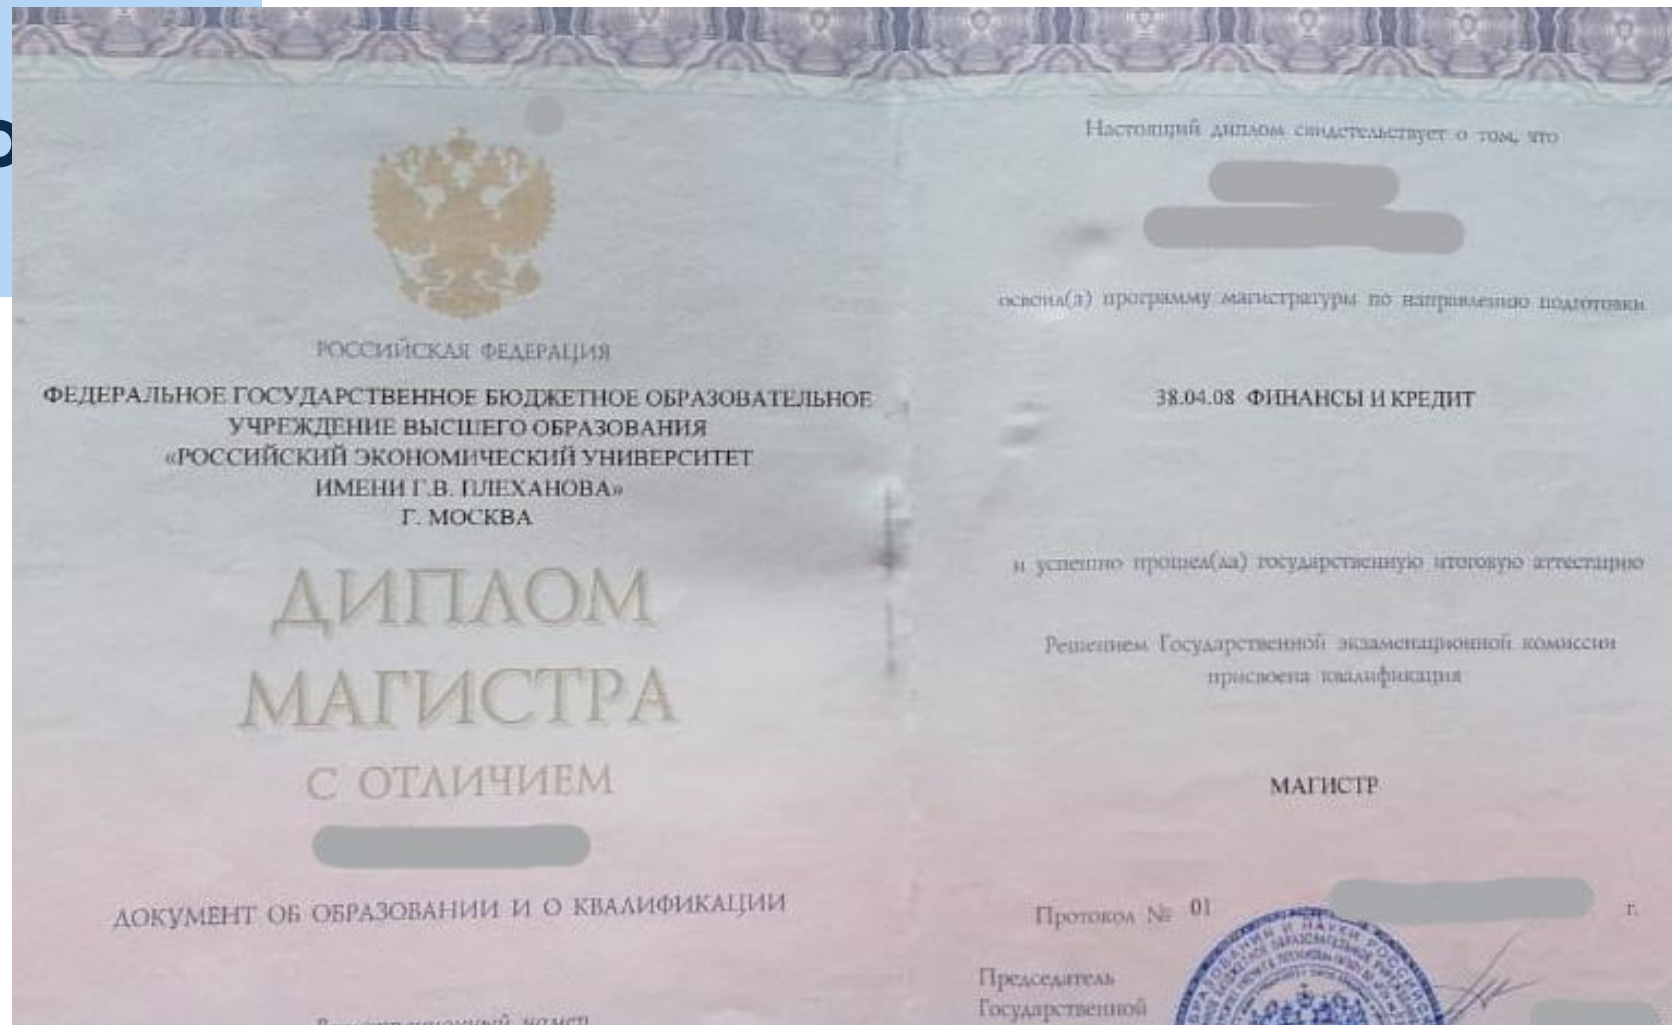 РОССИЙСКАЯ ФЕДЕРАЦИЯ
ФЕДЕРАЛЬНОЕ ГОСУДАРСТВЕННОЕ БЮДЖЕТНОЕ ОБРАЗОВАТЕЛЬНОЕ
УЧРЕЖДЕНИЕ ВЫСШЕГО ОБРАЗОВАНИЯ
«РОССИЙСКИЙ ЭКОНОМИЧЕСКИЙ УНИВЕРСИТЕТ
ИМЕНИ Г.В. ПЛЕХАНОВА»
Г. МОСКВА
ДИПЛОМ
МАГИСТРА
С ОТЛИЧИЕМ
ДОКУМЕНТ ОБ ОБРАЗОВАНИИ И О КВАЛИФИКАЦИИ
Регистрационный номер
Настоящий диплом свидетельствует о том, что
освоил(а) программу магистратуры по направлению подготовки
38.04.08 ФИНАНСЫ И КРЕДИТ
и успешно прошел(ла) государственную итоговую аттестацию
Решением Государственной экзаменационной комиссии
присвоена квалификация
МАГИСТР
Протокол № 01 г.
Председатель
Государственной